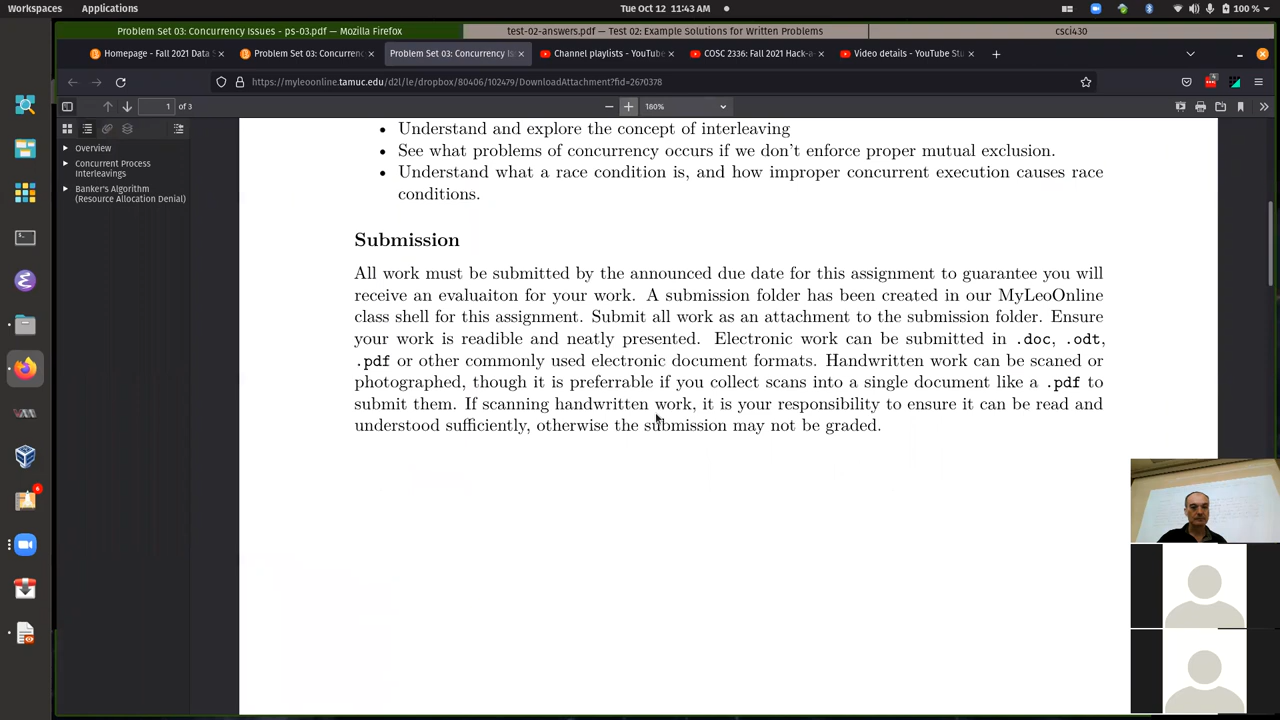 Workspaces Applications Tue Oct 12 11:43 AM 100 %
Problem Set 03: Concurrency Issues - ps-03.pdf — Mozilla Firefox test-02-answers.pdf — Test 02: Example Solutions for Written Problems csci430
Homepage - Fall 2021 Data S Problem Set 03: Concurrenc Problem Set 03: Concurrency Is Channel playlists - YouTube COSC 2336: Fall 2021 Hack-a Video details - YouTube Stu
https://myleoonline.tamuc.edu/d2l/le/dropbox/80406/102479/DownloadAttachment?fid=2670378
1 of 3 160%
Overview
Concurrent Process
Interleavings
Banker's Algorithm
(Resource Allocation Denial)
• Understand and explore the concept of interleaving
• See what problems of concurrency occurs if we don't enforce proper mutual exclusion.
• Understand what a race condition is, and how improper concurrent execution causes race
conditions.
Submission
All work must be submitted by the announced due date for this assignment to guarantee you will
receive an evaluaiton for your work. A submission folder has been created in our MyLeoOnline
class shell for this assignment. Submit all work as an attachment to the submission folder. Ensure
your work is readible and neatly presented. Electronic work can be submitted in .doc, .odt,
.pdf or other commonly used electronic document formats. Handwritten work can be scaned or
photographed, though it is preferrable if you collect scans into a single document like a .pdf to
submit them. If scanning handwritten work, it is your responsibility to ensure it can be read and
understood sufficiently, otherwise the submission may not be graded.